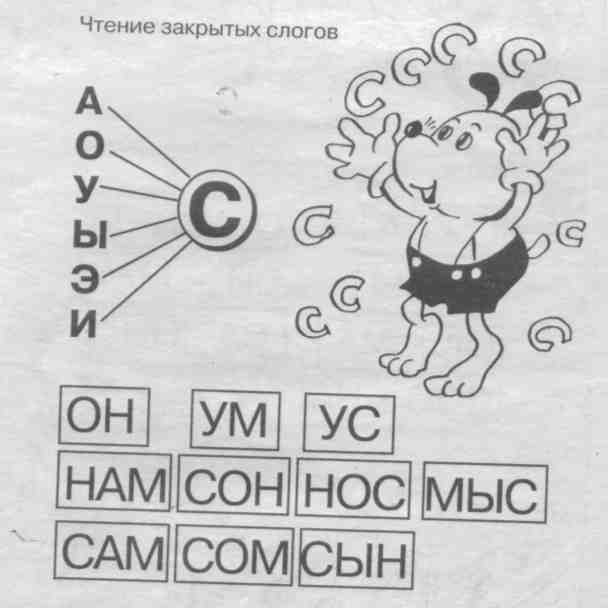 Чтение закрытых слогов
А
О
У
Ы
Э
И
С
С С С С С
С С
С С
С
ОН УМ УС
НАМ СОН НОС МЫС
САМ СОМ СЫН